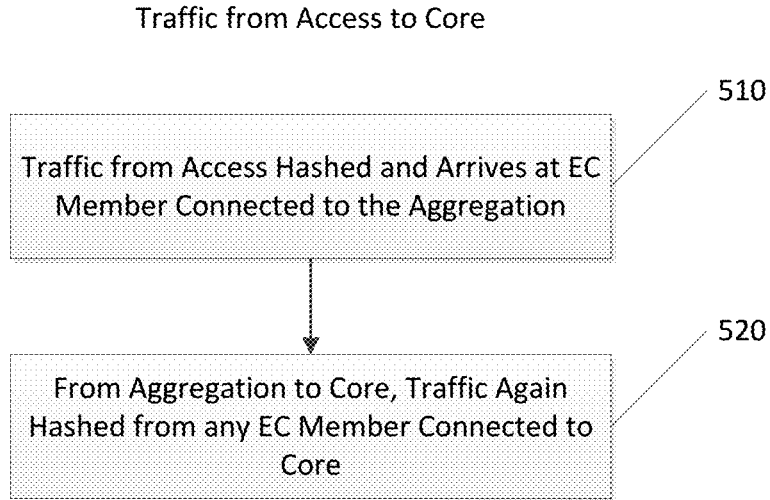 Traffic from Access to Core
510
Traffic from Access Hashed and Arrives at EC
Member Connected to the Aggregation
520
From Aggregation to Core, Traffic Again
Hashed from any EC Member Connected to
Core